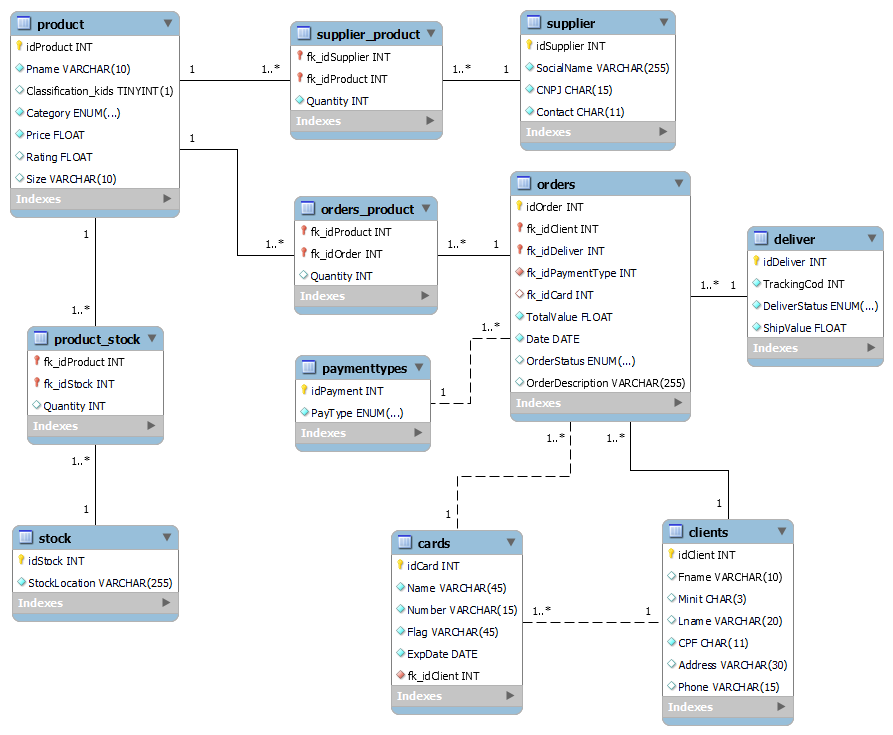 product
idProduct INT
Pname VARCHAR(10)
Classification_kids TINYINT(1)
Category ENUM(...)
Price FLOAT
Rating FLOAT
Size VARCHAR(10)
Indexes
1
1..*
supplier_product
fk_idSupplier INT
fk_idProduct INT
Quantity INT
Indexes
1..*
1
supplier
idSupplier INT
SocialName VARCHAR(255)
CNPJ CHAR(15)
Contact CHAR(11)
Indexes
1
1..*
orders_product
fk_idProduct INT
fk_idOrder INT
Quantity INT
Indexes
1..*
1
orders
idOrder INT
fk_idClient INT
fk_idDeliver INT
fk_idPaymentType INT
fk_idCard INT
TotalValue FLOAT
Date DATE
OrderStatus ENUM(...)
OrderDescription VARCHAR(255)
Indexes
1..*
1
deliver
idDeliver INT
TrackingCod INT
DeliverStatus ENUM(...)
ShipValue FLOAT
Indexes
1
1..*
product_stock
fk_idProduct INT
fk_idStock INT
Quantity INT
Indexes
1..*
1
paymenttypes
idPayment INT
PayType ENUM(...)
Indexes
1
1..*
stock
idStock INT
StockLocation VARCHAR(255)
Indexes
1..*
1
1..*
1
cards
idCard INT
Name VARCHAR(45)
Number VARCHAR(15)
Flag VARCHAR(45)
ExpDate DATE
fk_idClient INT
Indexes
1..*
1
clients
idClient INT
Fname VARCHAR(10)
Minit CHAR(3)
Lname VARCHAR(20)
CPF CHAR(11)
Address VARCHAR(30)
Phone VARCHAR(15)
Indexes